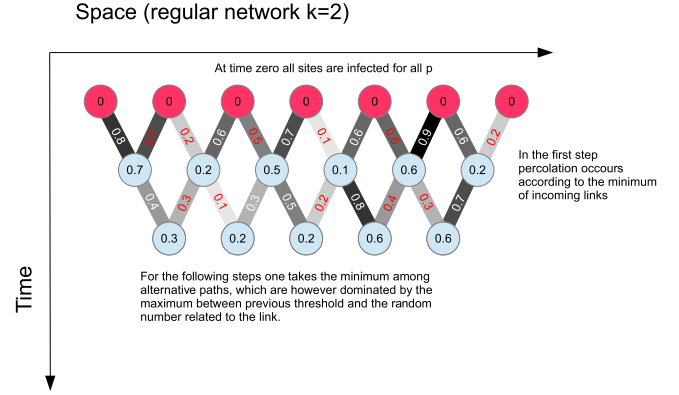 Space (regular network k=2)
At time zero all sites are infected for all p
0 0 0 0 0 0 0
0.8 0.7 0.2 0.6 0.5 0.7 0.1 0.6 0.9 0.6 0.2
In the first step
percolation occours
according to the minimum
of incoming links
0.7 0.2 0.5 0.1 0.6 0.2
0.4 0.3 0.1 0.3 0.5 0.2 0.8 0.4 0.3 0.7
0.3 0.2 0.2 0.6 0.6
Time
For the following steps one takes the minimum among
alternative paths, which are however dominated by the
maximum between previous threshold and the random
number related to the link.